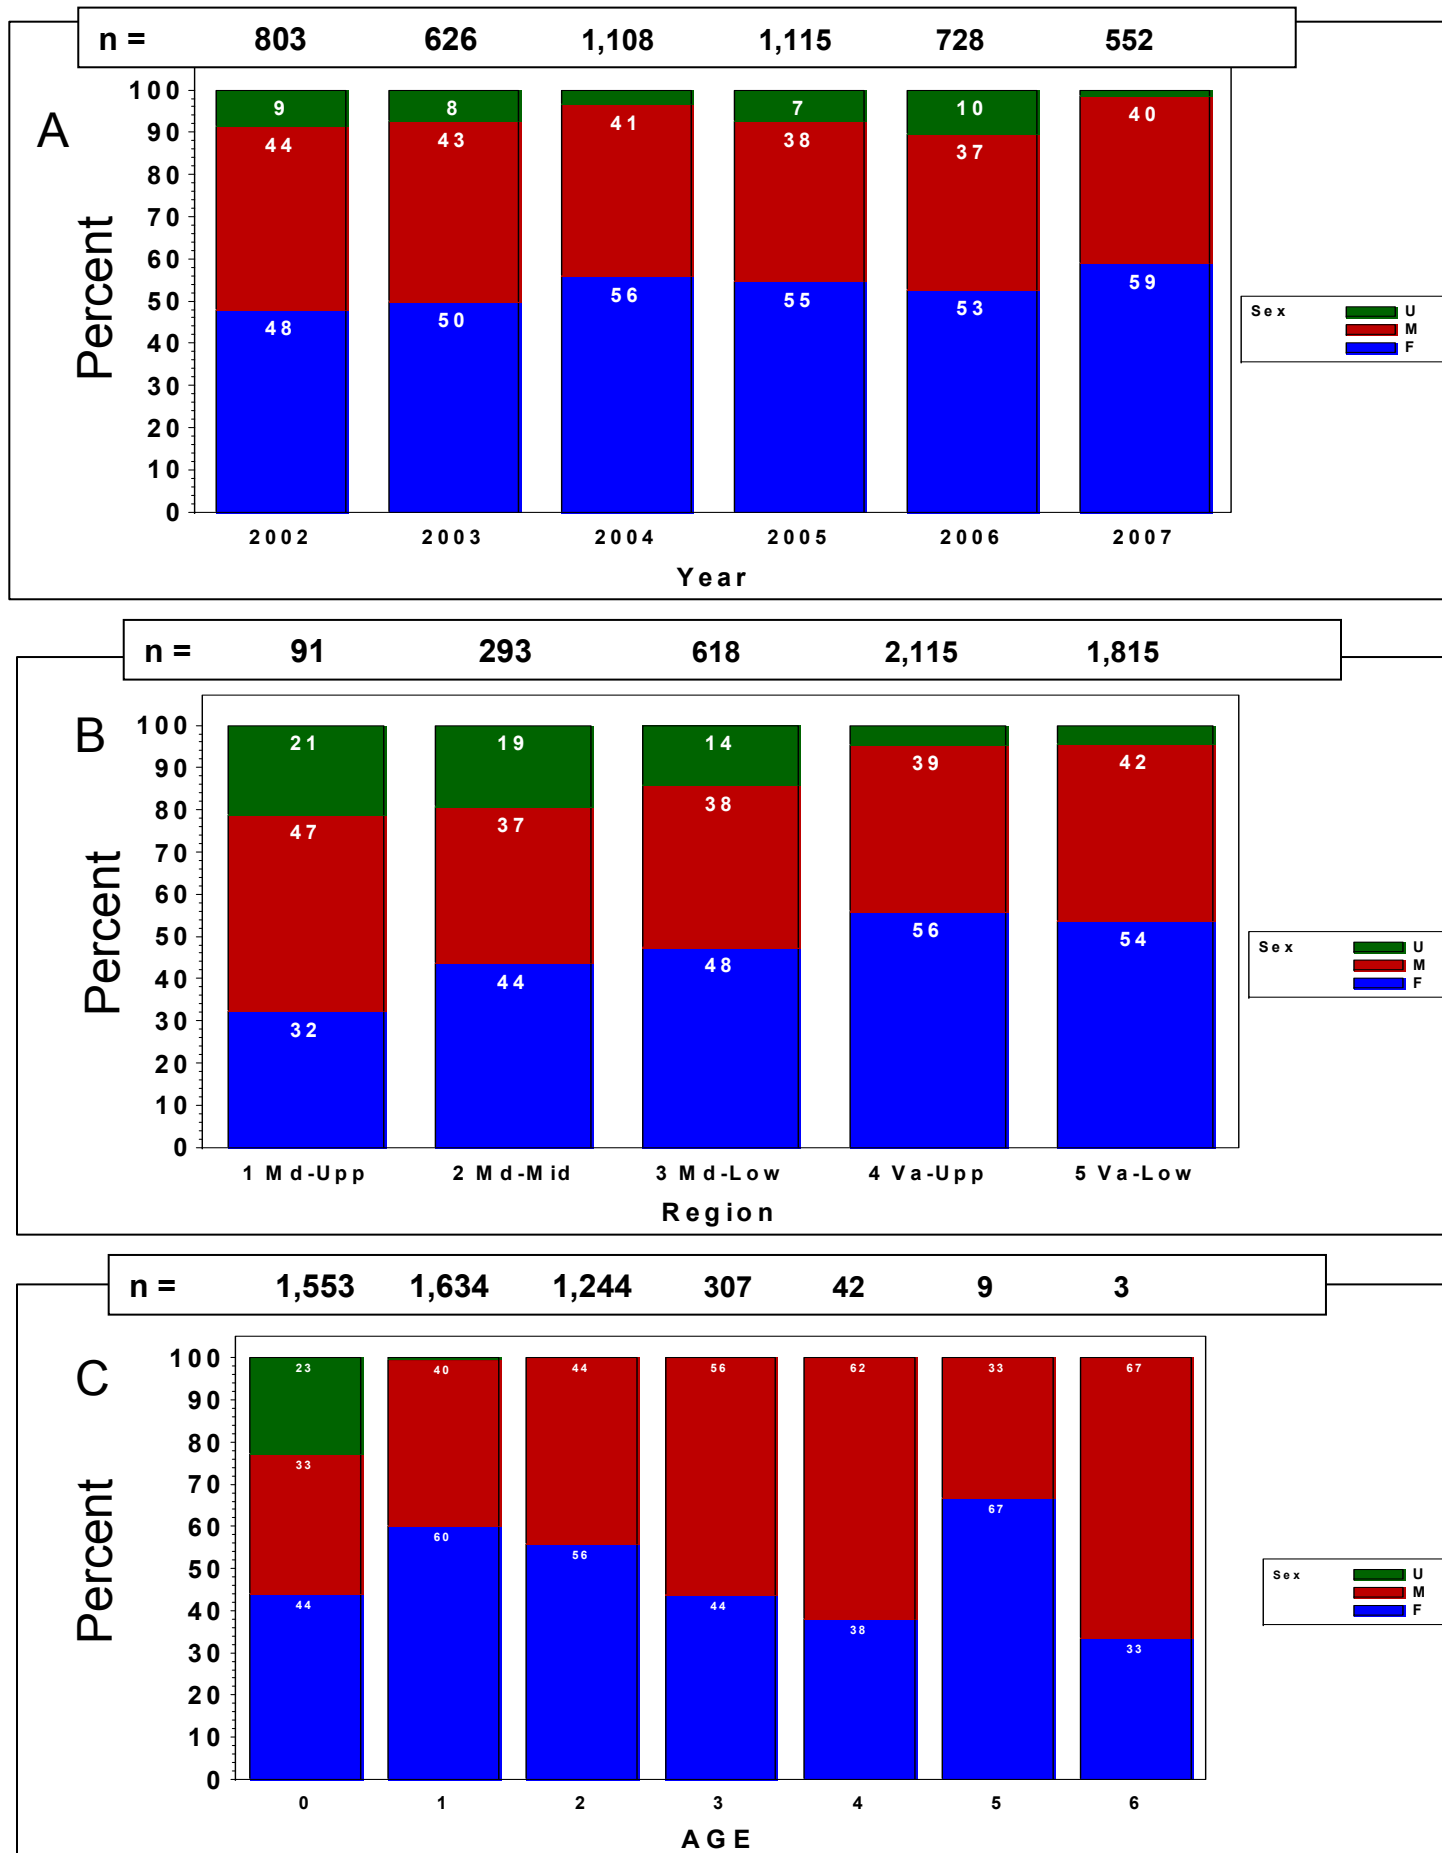 n = 803 626 1,108 1,115 728 552
A
Percent
100
90
80
70
60
50
40
30
20
10
0
9 8 7 10
44 43 41 38 37 40
48 50 56 55 53 59
2002 2003 2004 2005 2006 2007
Year
Sex U
M
F
n = 91 293 618 2,115 1,815
B
Percent
100
90
80
70
60
50
40
30
20
10
0
21 19 14
47 37 38 39 42
32 44 48 56 54
1 Md-Upp 2 Md-Mid 3 Md-Low 4 Va-Upp 5 Va-Low
Region
Sex U
M
F
n = 1,553 1,634 1,244 307 42 9 3
C
Percent
100
90
80
70
60
50
40
30
20
10
0
23 40 44 56 62 33 67
33
44 60 56 44 38 67 33
0 1 2 3 4 5 6
AGE
Sex U
M
F